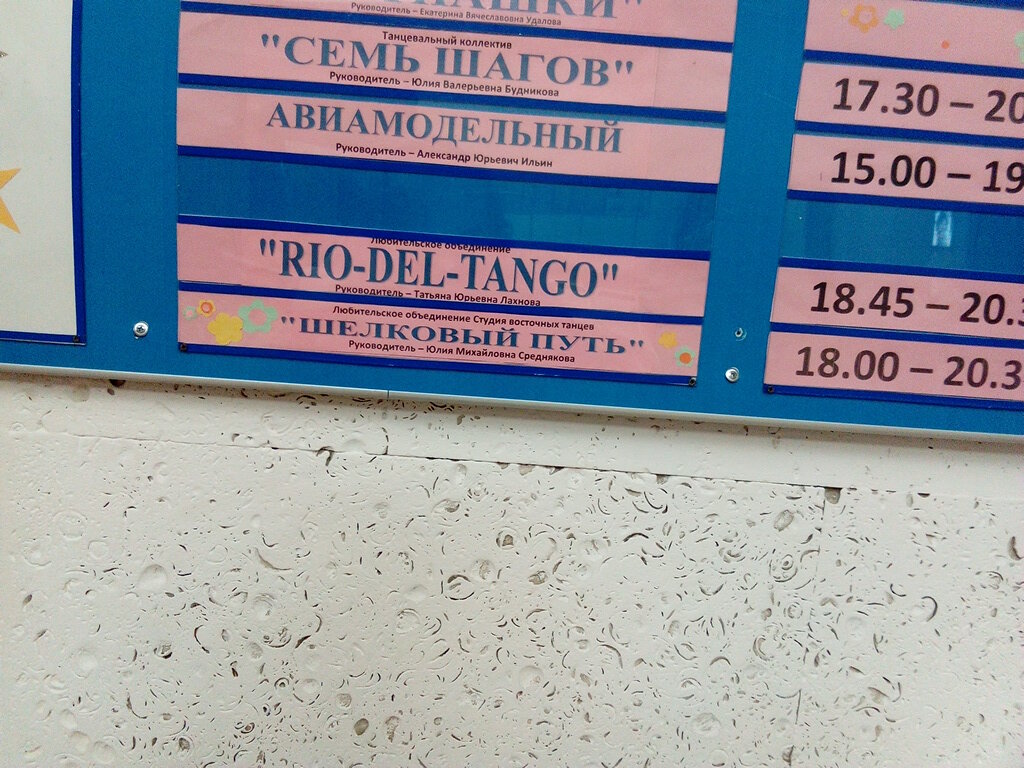 Руководитель – Екатерина Вячеславовна Удалова
Танцевальный коллектив
"СЕМЬ ШАГОВ"
Руководитель – Юлия Валерьевна Будникова
17.30 – 20
АВИАМОДЕЛЬНЫЙ
Руководитель – Александр Юрьевич Ильин
15.00 – 19
Любительское объединение
"RIO-DEL-TANGO"
Руководитель – Татьяна Юрьевна Лахнова
18.45 – 20.3
Любительское объединение Студия восточных танцев
"ШЕЛКОВЫЙ ПУТЬ"
Руководитель – Юлия Михайловна Среднякова
18.00 – 20.3